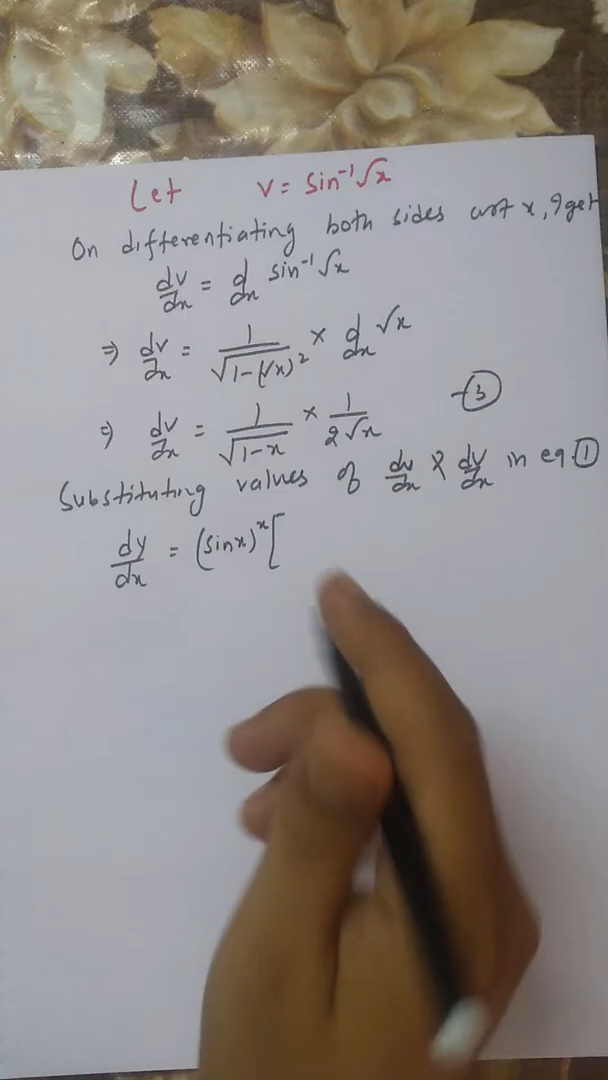 Let v = sin⁻¹√x
On differentiating both sides wrt x, I get
dv/dx = d/dx sin⁻¹√x
⇒ dv/dx = 1/√(1-(√x)²) × d/dx √x
⇒ dv/dx = 1/√(1-x) × 1/(2√x) -③
Substituting values of du/dx & dv/dx in eq ①
dy/dx = (sinx)ˣ [